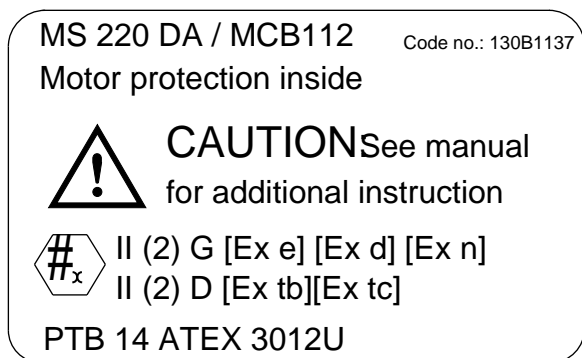 MS 220 DA / MCB112 Code no.: 130B1137
Motor protection inside
! CAUTION: See manual
for additional instruction
#x II (2) G [Ex e] [Ex d] [Ex n]
II (2) D [Ex tb][Ex tc]
PTB 14 ATEX 3012U